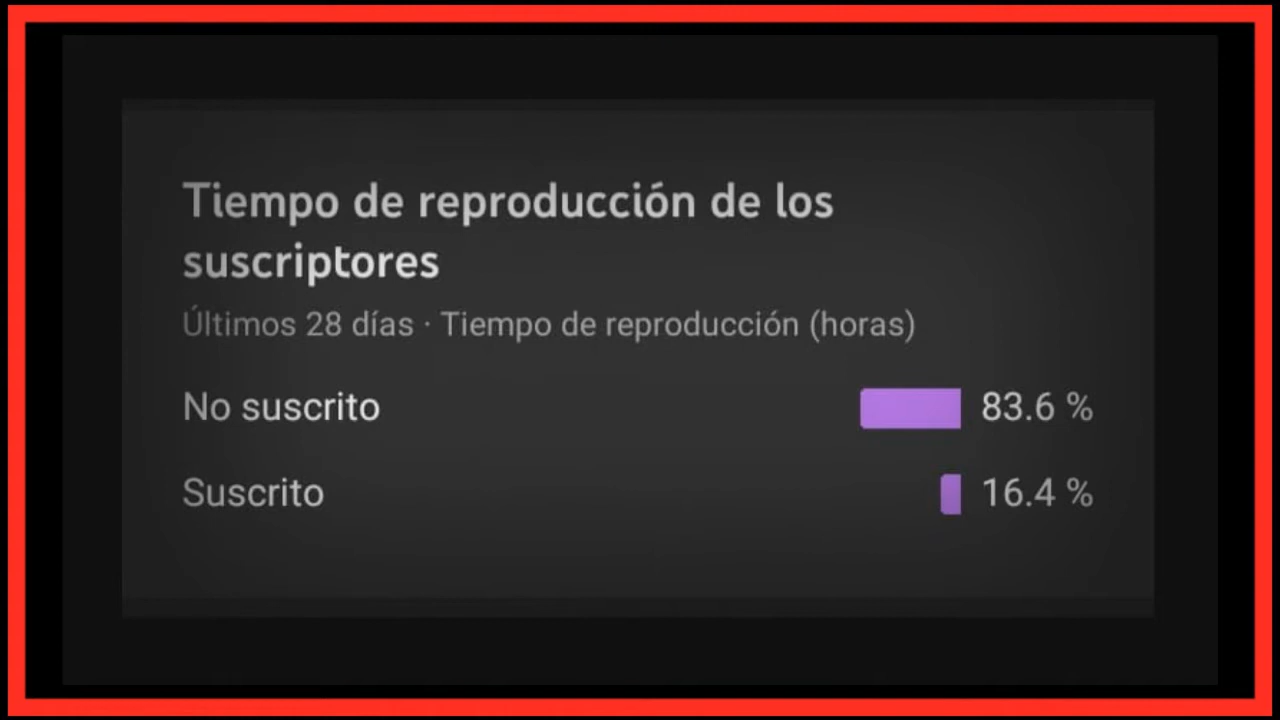 Tiempo de reproducción de los
suscriptores
Últimos 28 días · Tiempo de reproducción (horas)
No suscrito 83.6 %
Suscrito 16.4 %